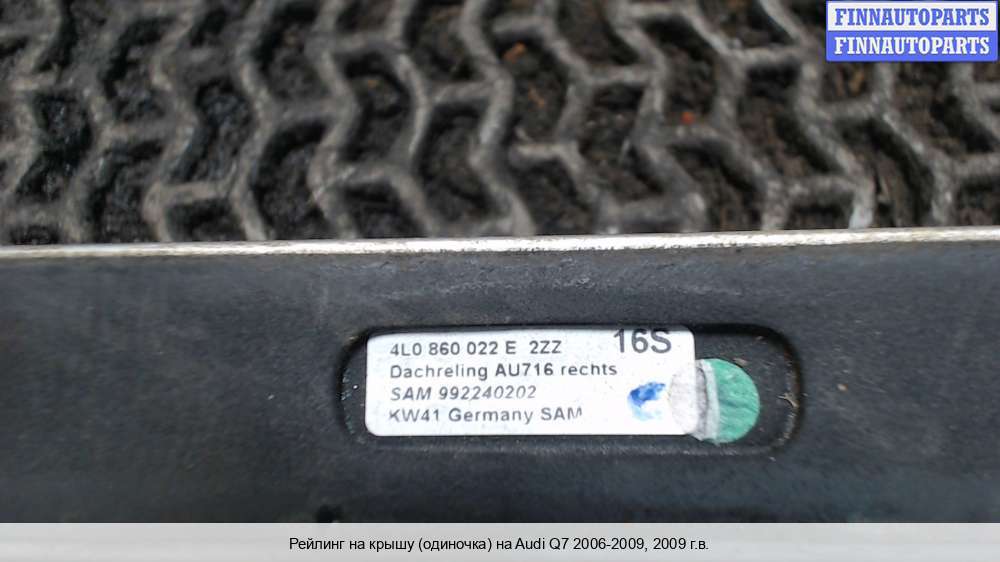 FINNAUTOPARTS
FINNAUTOPARTS
16S
4L0 860 022 E 2ZZ
Dachreling AU716 rechts
SAM 992240202
KW41 Germany SAM
Рейлинг на крышу (одиночка) на Audi Q7 2006-2009, 2009 г.в.